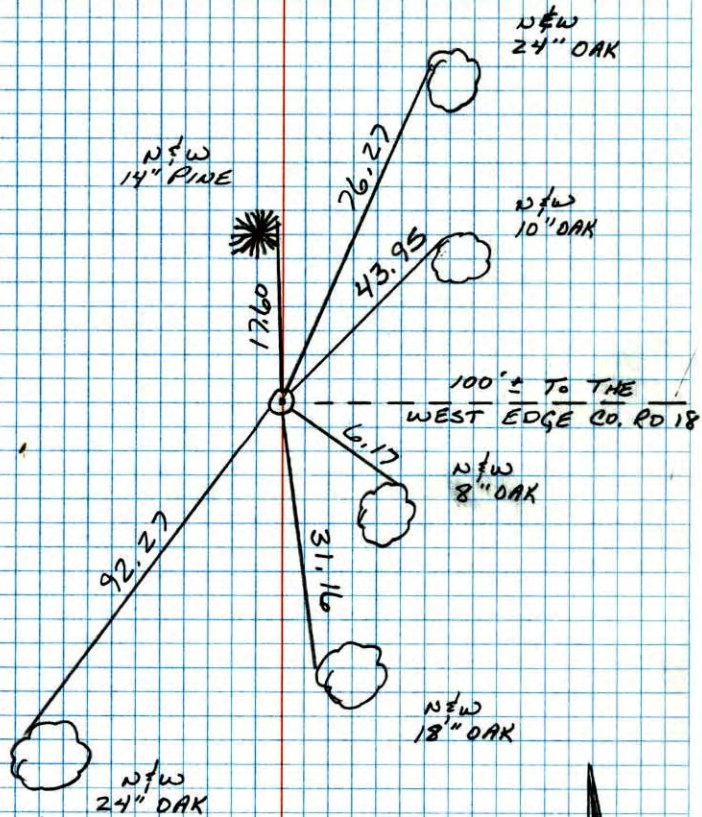 N&W
24" OAK
N&W
14" PINE
76.27
N&W
10" OAK
43.95
17.60
100' ± TO THE
WEST EDGE CO. RD 18
6.17
N&W
8" OAK
31.16
92.27
N&W
18" OAK
N&W
24" OAK